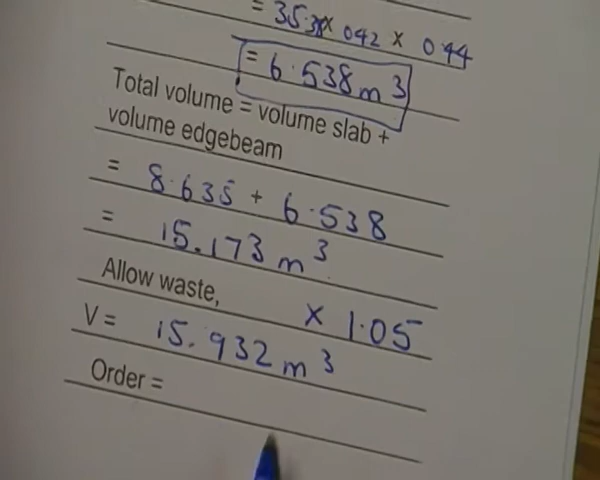 = 35.38 × 0.42 × 0.44
= 6.538 m³
Total volume = volume slab +
volume edgebeam
= 8.635 + 6.538
= 15.173 m³
Allow waste, × 1.05
V = 15.932 m³
Order =